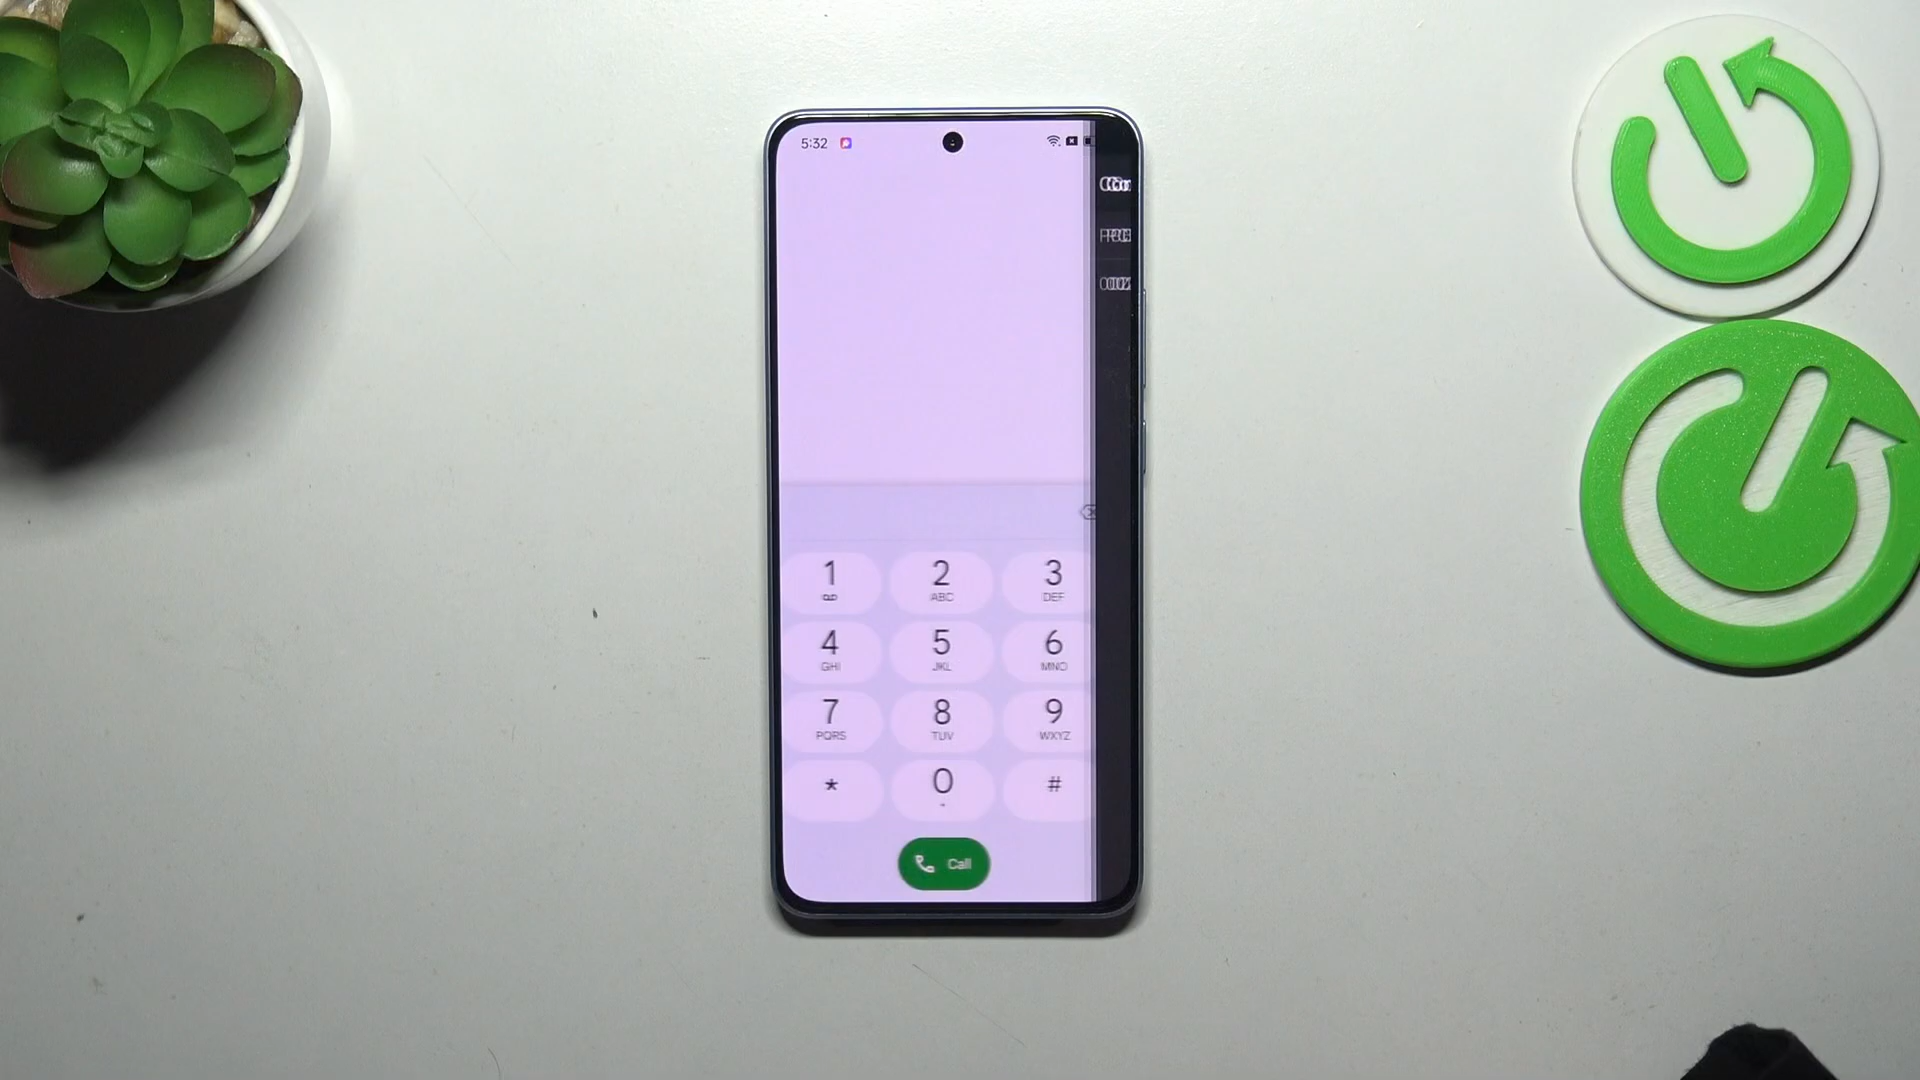 5:32
1 2 3
ABC DEF
4 5 6
GHI JKL MNO
7 8 9
PQRS TUV WXYZ
* 0 #
Call